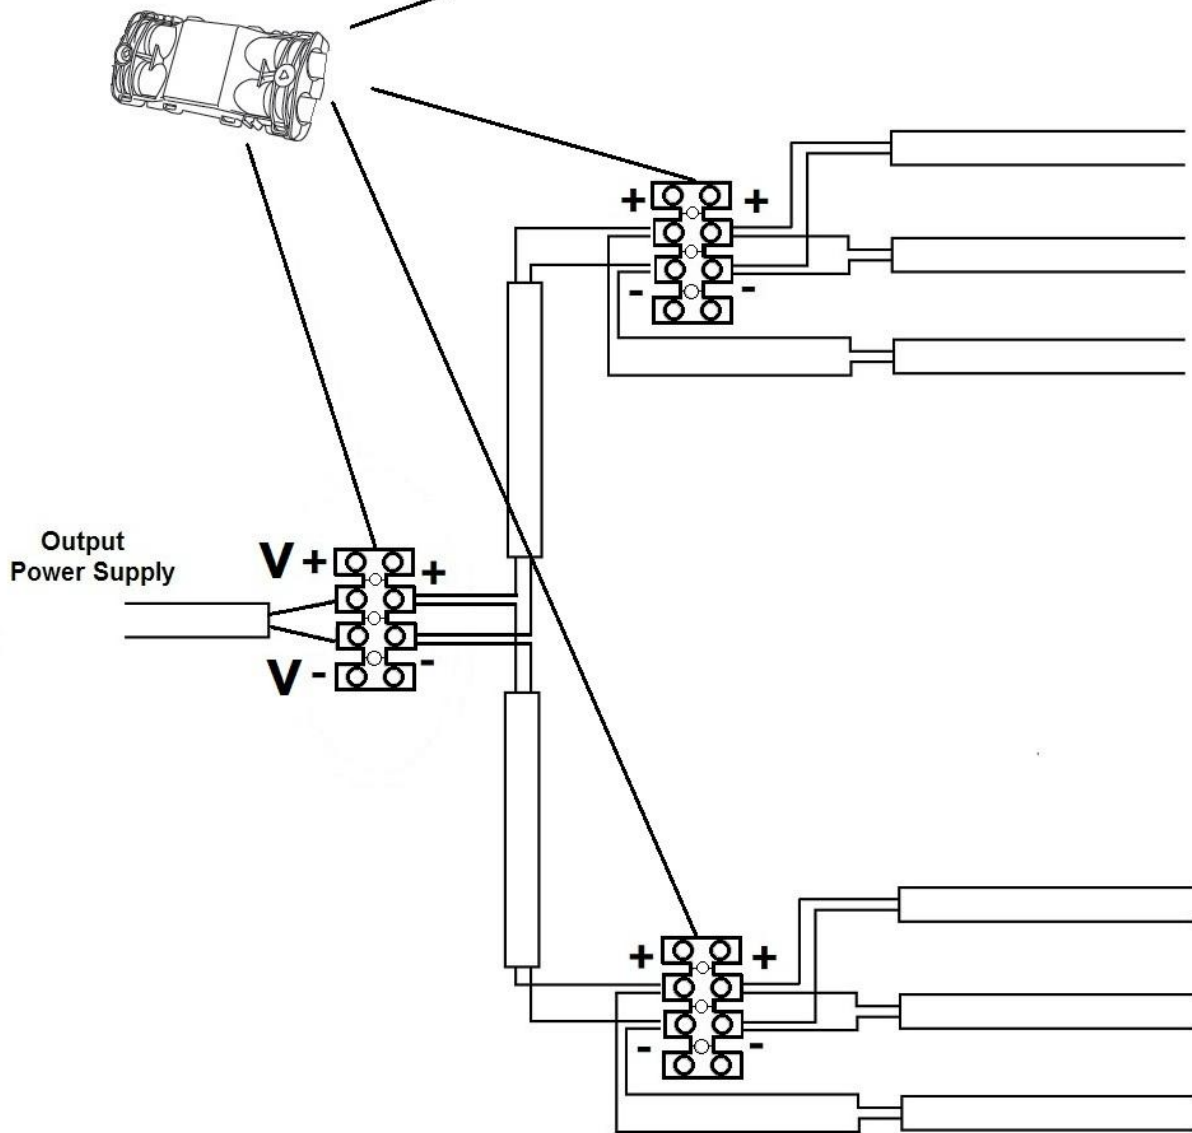 + +
- -
Output
Power Supply
V + +
V - -
+ +
- -